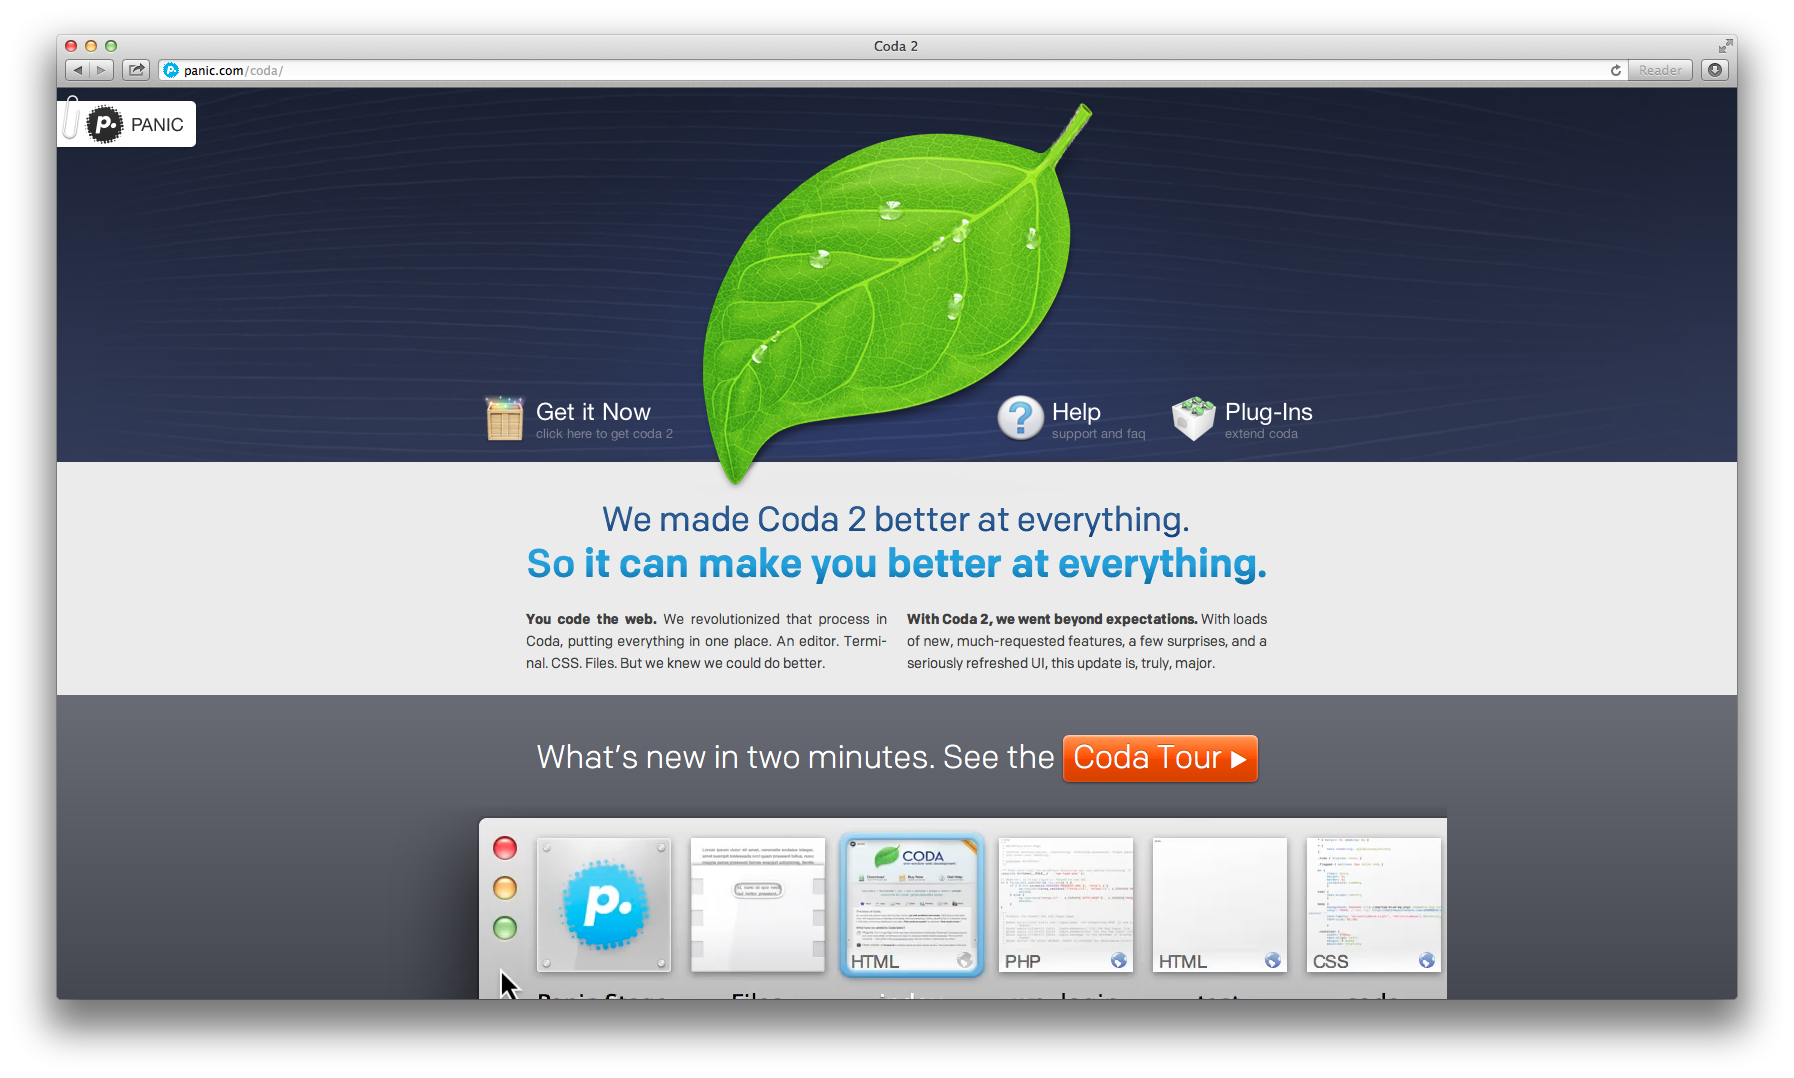 Coda 2
panic.com/coda/
Reader
p. PANIC
Get it Now
click here to get coda 2
Help
support and faq
Plug-Ins
extend coda
We made Coda 2 better at everything.
So it can make you better at everything.
You code the web. We revolutionized that process in
Coda, putting everything in one place. An editor. Termi-
nal. CSS. Files. But we knew we could do better.
With Coda 2, we went beyond expectations. With loads
of new, much-requested features, a few surprises, and a
seriously refreshed UI, this update is, truly, major.
What's new in two minutes. See the Coda Tour
p.
CODA
HTML
PHP
HTML
CSS
Files
index